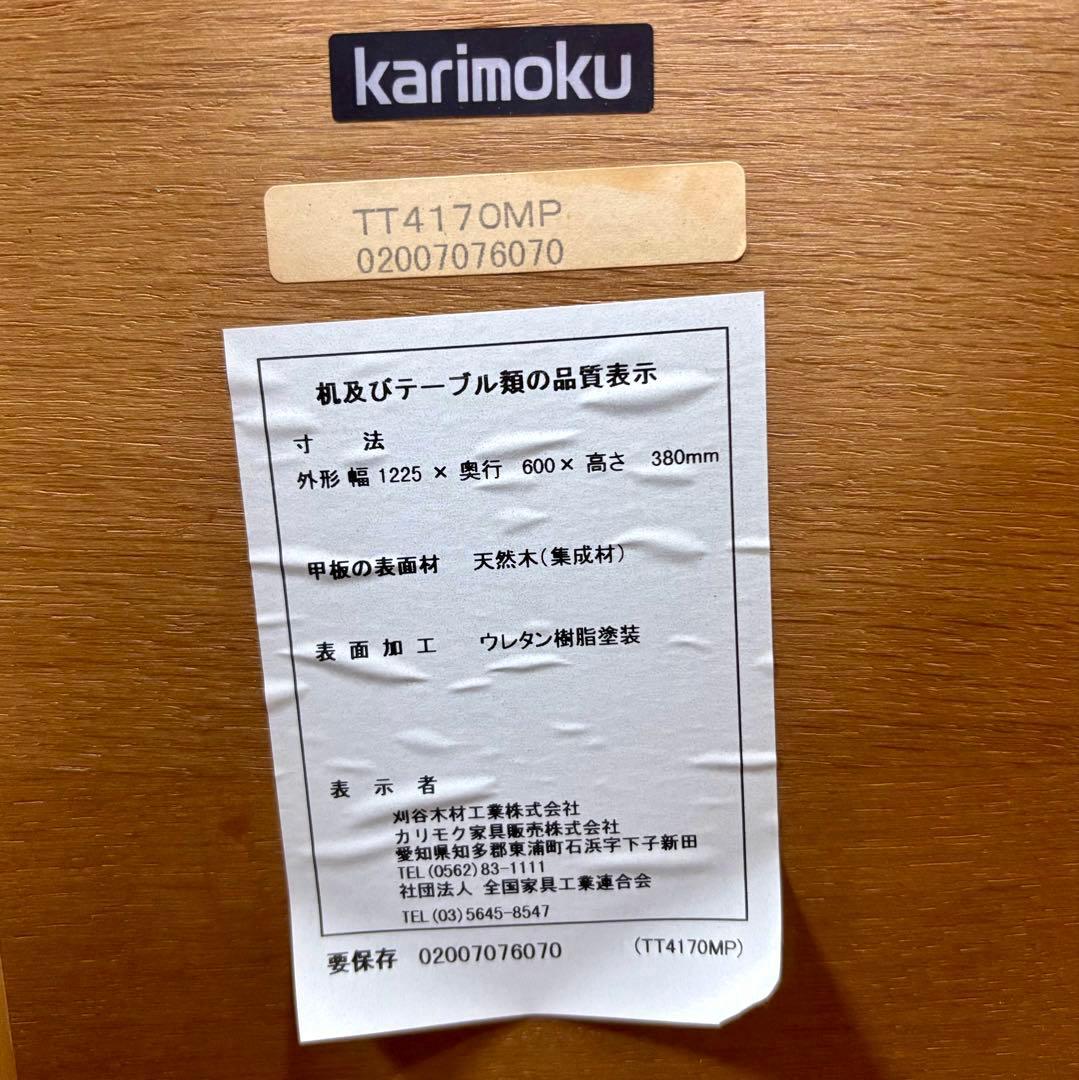 karimoku
TT4170MP
02007076070
机及びテーブル類の品質表示
寸 法
外形 幅 1225 × 奥行 600× 高さ 380mm
甲板の表面材 天然木(集成材)
表 面 加 工 ウレタン樹脂塗装
表 示 者
刈谷木材工業株式会社
カリモク家具販売株式会社
愛知県知多郡東浦町石浜字下子新田
TEL(0562)83-1111
社団法人 全国家具工業連合会
TEL(03)5645-8547
要保存 02007076070 (TT4170MP)